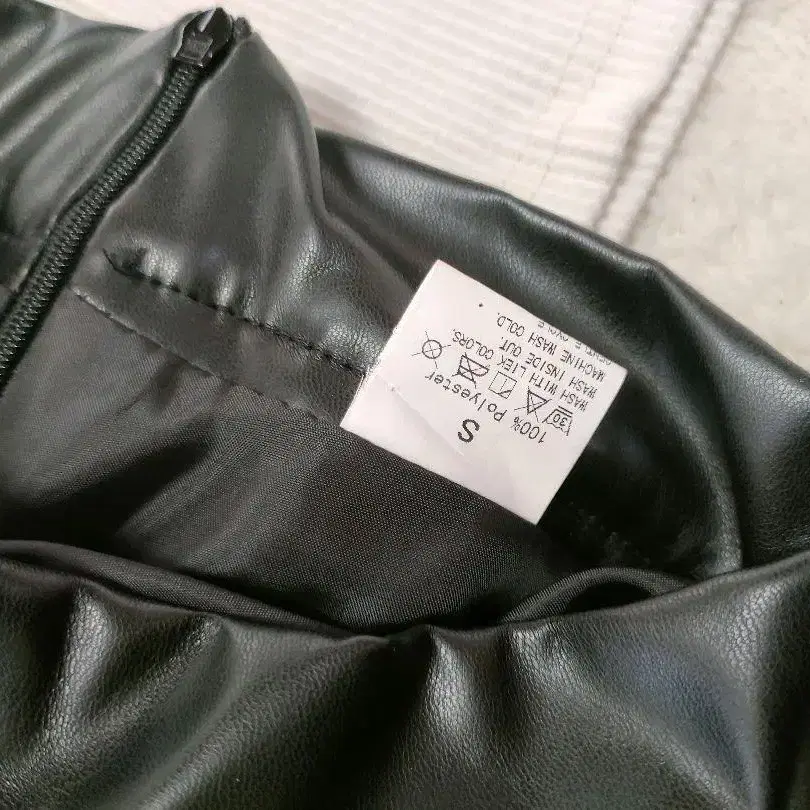 S
100% Polyester
30
WASH WITH LIEK COLORS.
WASH INSIDE OUT.
MACHINE WASH COLD.